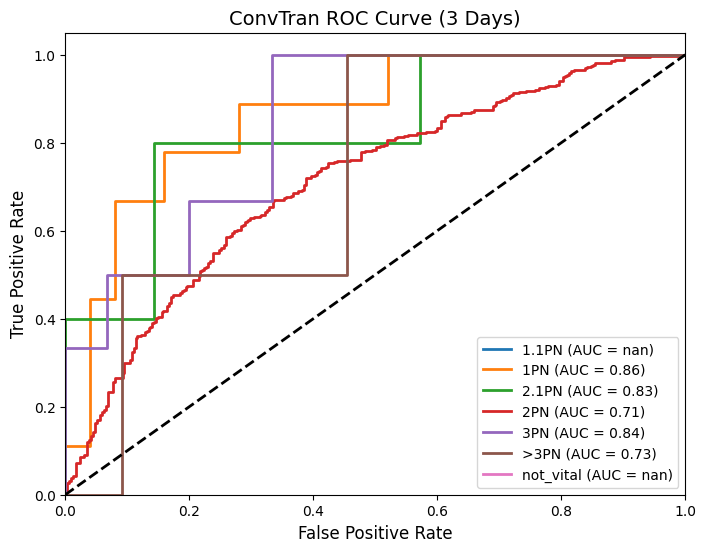 ConvTran ROC Curve (3 Days)
True Positive Rate
1.0
0.8
0.6
0.4
0.2
0.0
0.0 0.2 0.4 0.6 0.8 1.0
False Positive Rate
1.1PN (AUC = nan)
1PN (AUC = 0.86)
2.1PN (AUC = 0.83)
2PN (AUC = 0.71)
3PN (AUC = 0.84)
>3PN (AUC = 0.73)
not_vital (AUC = nan)